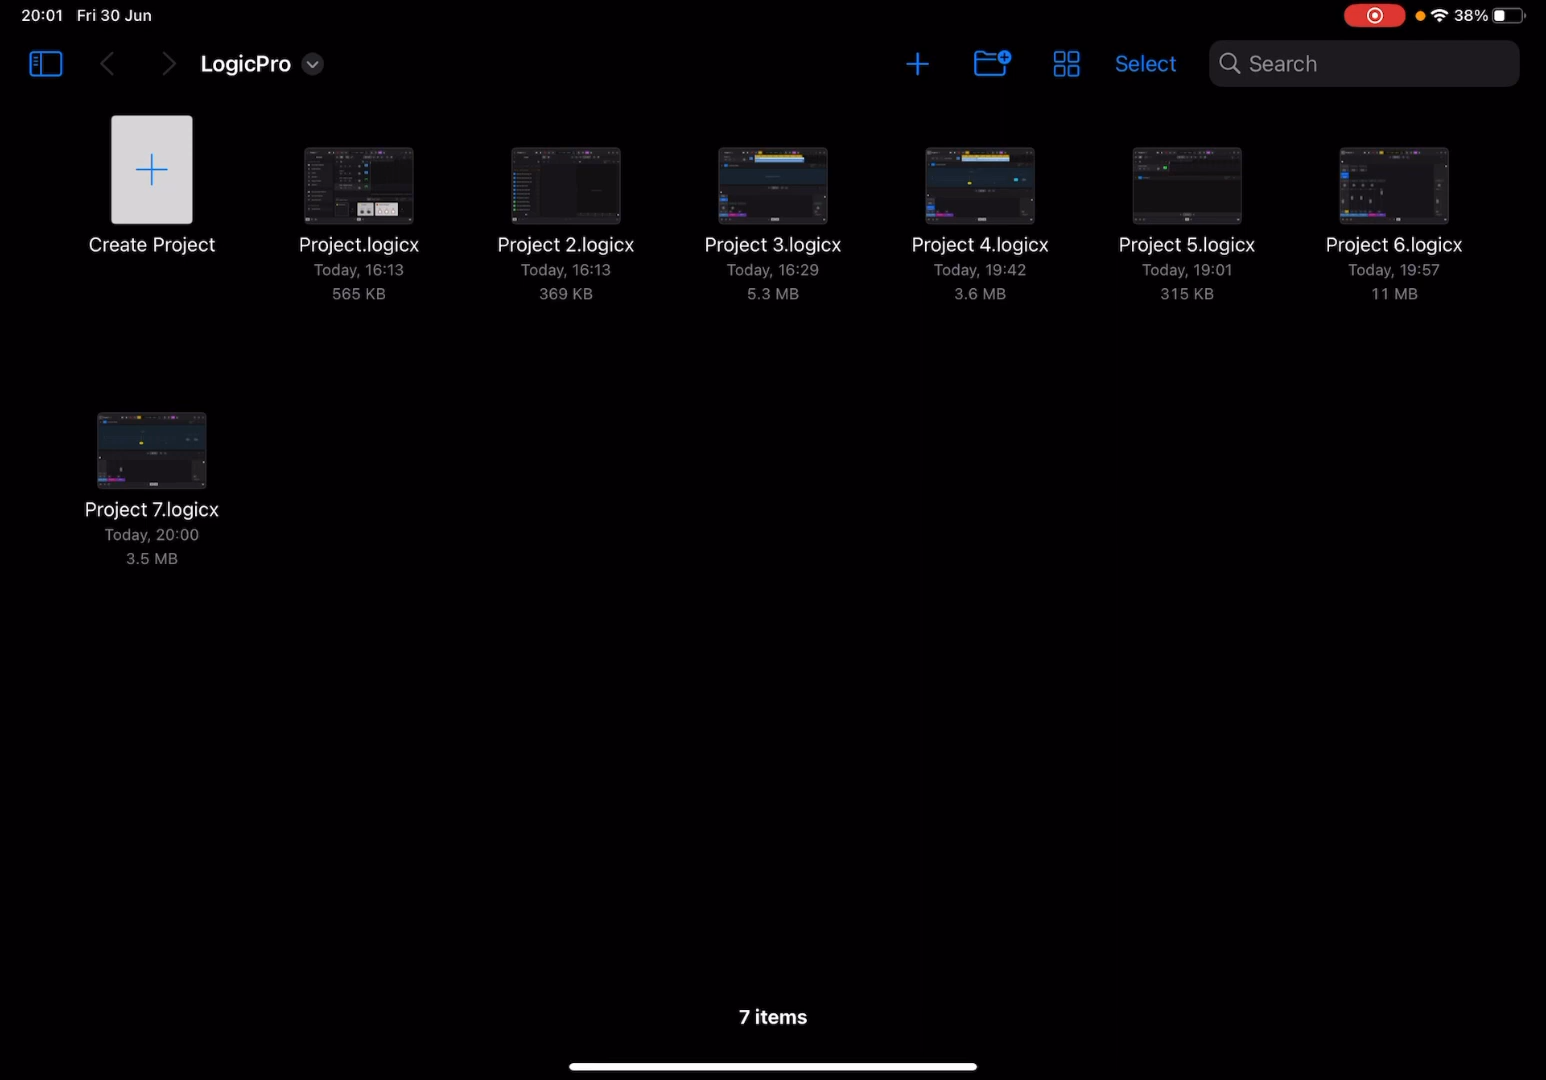 20:01 Fri 30 Jun
38%
LogicPro
Select
Search
Create Project
Project.logicx
Today, 16:13
565 KB
Project 2.logicx
Today, 16:13
369 KB
Project 3.logicx
Today, 16:29
5.3 MB
Project 4.logicx
Today, 19:42
3.6 MB
Project 5.logicx
Today, 19:01
315 KB
Project 6.logicx
Today, 19:57
11 MB
Project 7.logicx
Today, 20:00
3.5 MB
7 items